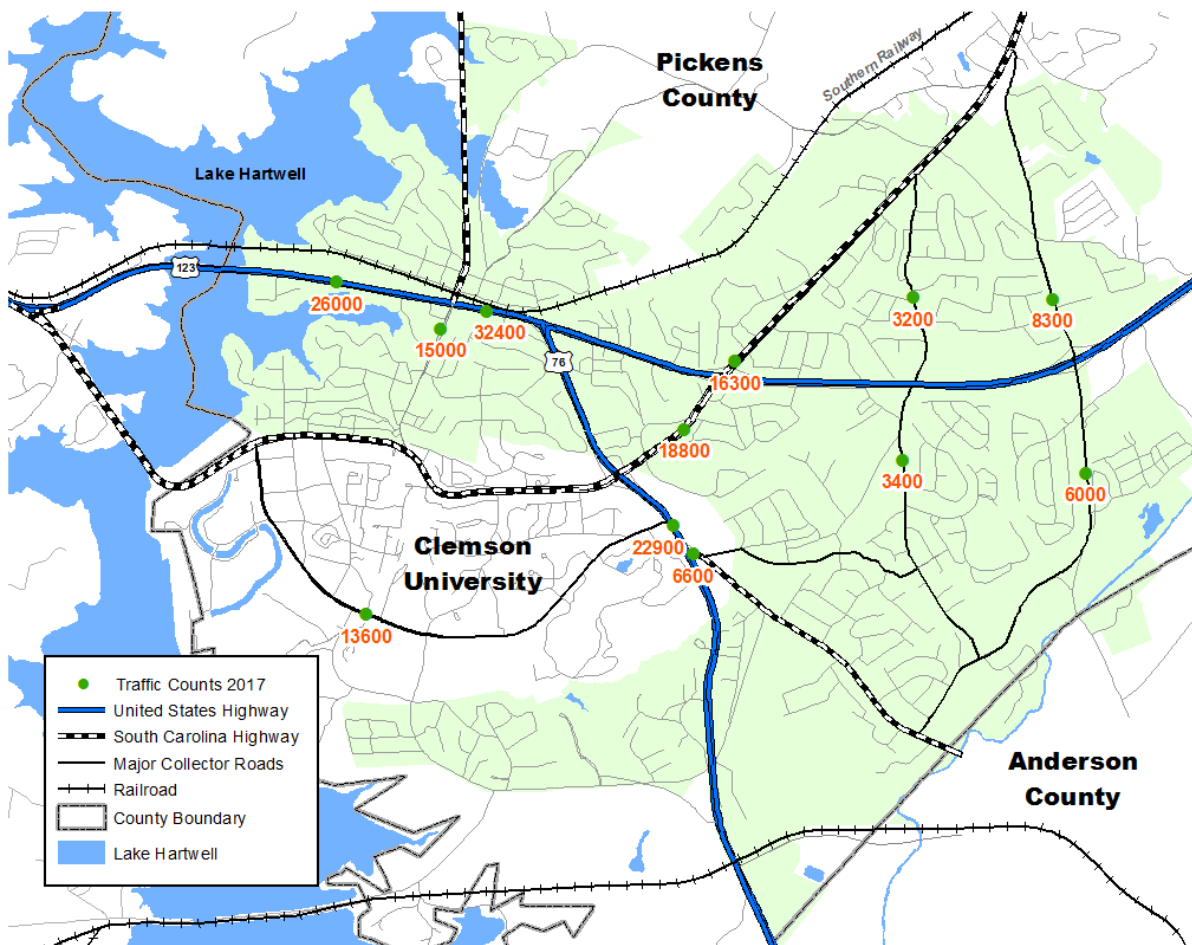 Pickens
County
Southern Railway
Lake Hartwell
123
26000
32400
15000
76
3200
8300
16300
18800
3400
6000
Clemson
University
22900
6600
13600
Traffic Counts 2017
United States Highway
South Carolina Highway
Major Collector Roads
Railroad
County Boundary
Lake Hartwell
Anderson
County